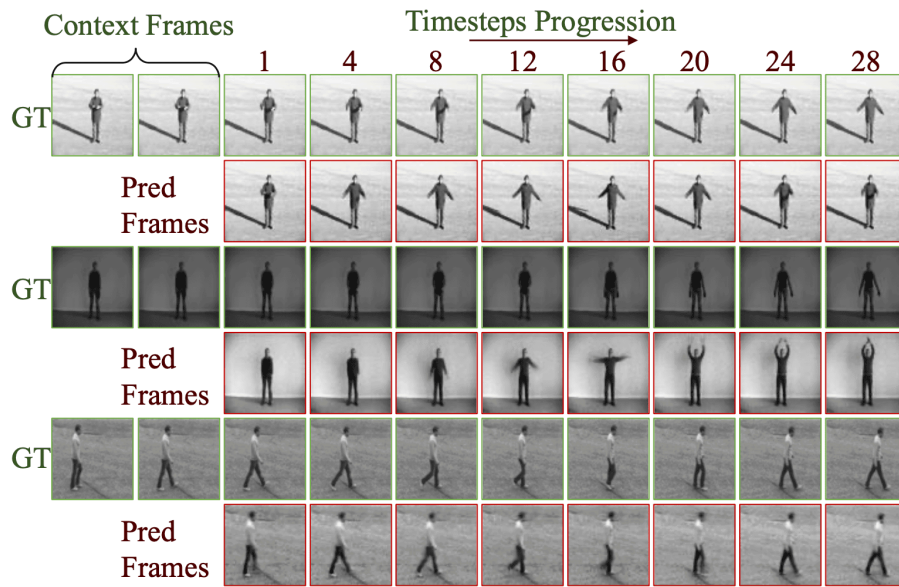 Context Frames
Timesteps Progression
1 4 8 12 16 20 24 28
GT
Pred
Frames
GT
Pred
Frames
GT
Pred
Frames